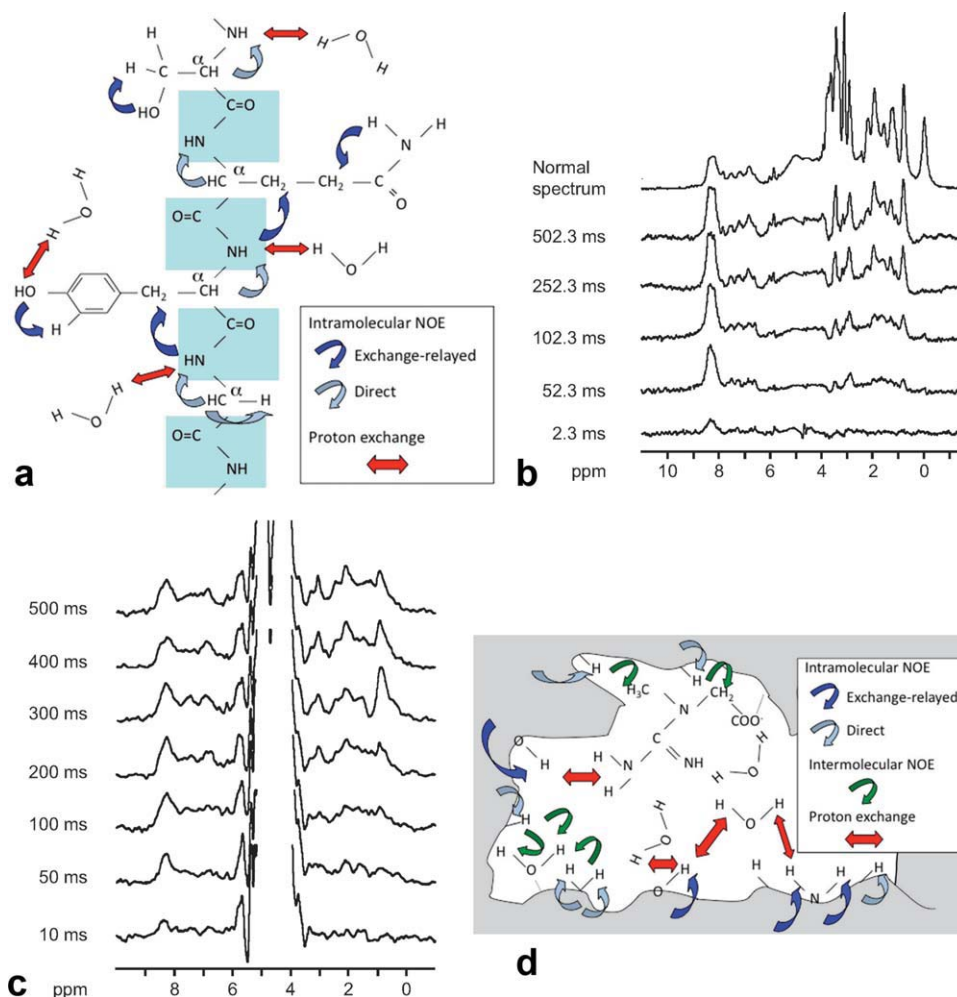 H
NH
H
O
H
α
H
C
CH
HO
C=O
HN
α
HC
CH₂
CH₂
C
O
H
N
H
O=C
NH
H
O
H
H
O
H
α
HO
CH₂
CH
H
C=O
HN
α
HC
H
H
O
H
O=C
NH
Intramolecular NOE
Exchange-relayed
Direct
Proton exchange
a
Normal
spectrum
502.3 ms
252.3 ms
102.3 ms
52.3 ms
2.3 ms
ppm 10 8 6 4 2 0
b
500 ms
400 ms
300 ms
200 ms
100 ms
50 ms
10 ms
c ppm 8 6 4 2 0
H
H₃C
H
CH₂
N
COO⁻
C
O
H
H
N
H
NH
H
O
H
H
H
O
H
H
O
H
H
O
H
H
H
O
H
H
H
N
H
H
Intramolecular NOE
Exchange-relayed
Direct
Intermolecular NOE
Proton exchange
d